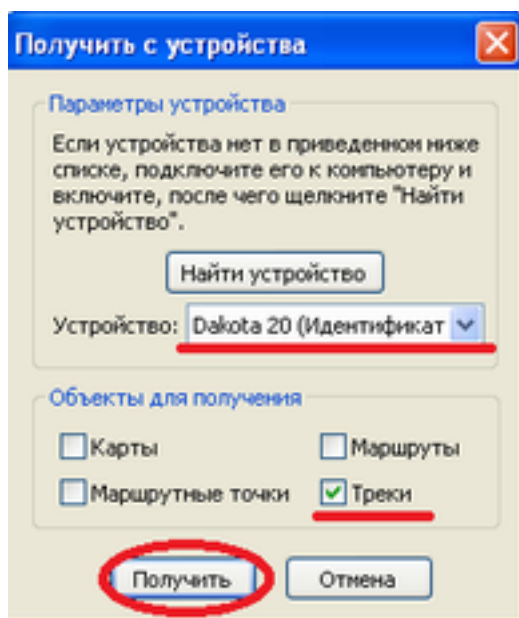 Получить с устройства
Параметры устройства
Если устройства нет в приведенном ниже
списке, подключите его к компьютеру и
включите, после чего щелкните "Найти
устройство".
Найти устройство
Устройство: Dakota 20 (Идентификат
Объекты для получения
Карты Маршруты
Маршрутные точки Треки
Получить Отмена